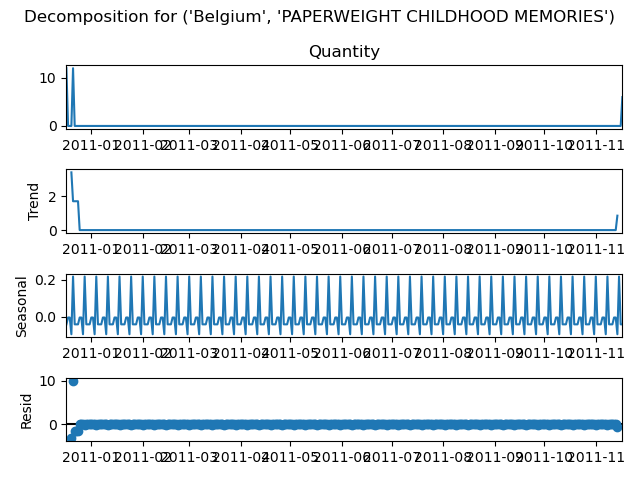 Decomposition for ('Belgium', 'PAPERWEIGHT CHILDHOOD MEMORIES')
Quantity
10
0
2011-01 2011-02 2011-03 2011-04 2011-05 2011-06 2011-07 2011-08 2011-09 2011-10 2011-11
Trend
2
0
2011-01 2011-02 2011-03 2011-04 2011-05 2011-06 2011-07 2011-08 2011-09 2011-10 2011-11
Seasonal
0.2
0.0
2011-01 2011-02 2011-03 2011-04 2011-05 2011-06 2011-07 2011-08 2011-09 2011-10 2011-11
Resid
10
0
2011-01 2011-02 2011-03 2011-04 2011-05 2011-06 2011-07 2011-08 2011-09 2011-10 2011-11